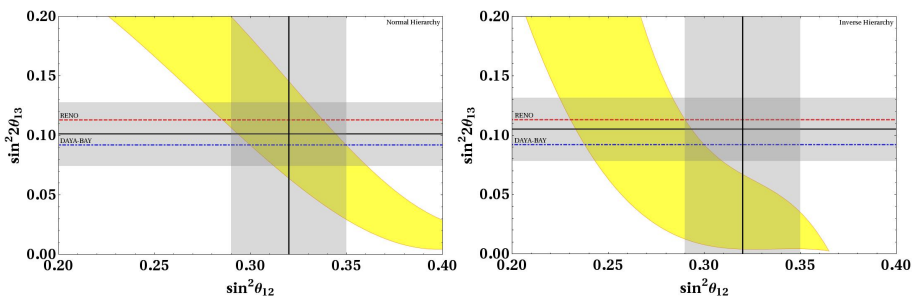 0.20
0.15
0.10
0.05
0.00
sin²2θ₁₃
Normal Hierarchy
RENO
DAYA-BAY
0.20 0.25 0.30 0.35 0.40
sin²θ₁₂
0.20
0.15
0.10
0.05
0.00
sin²2θ₁₃
Inverse Hierarchy
RENO
DAYA-BAY
0.20 0.25 0.30 0.35 0.40
sin²θ₁₂